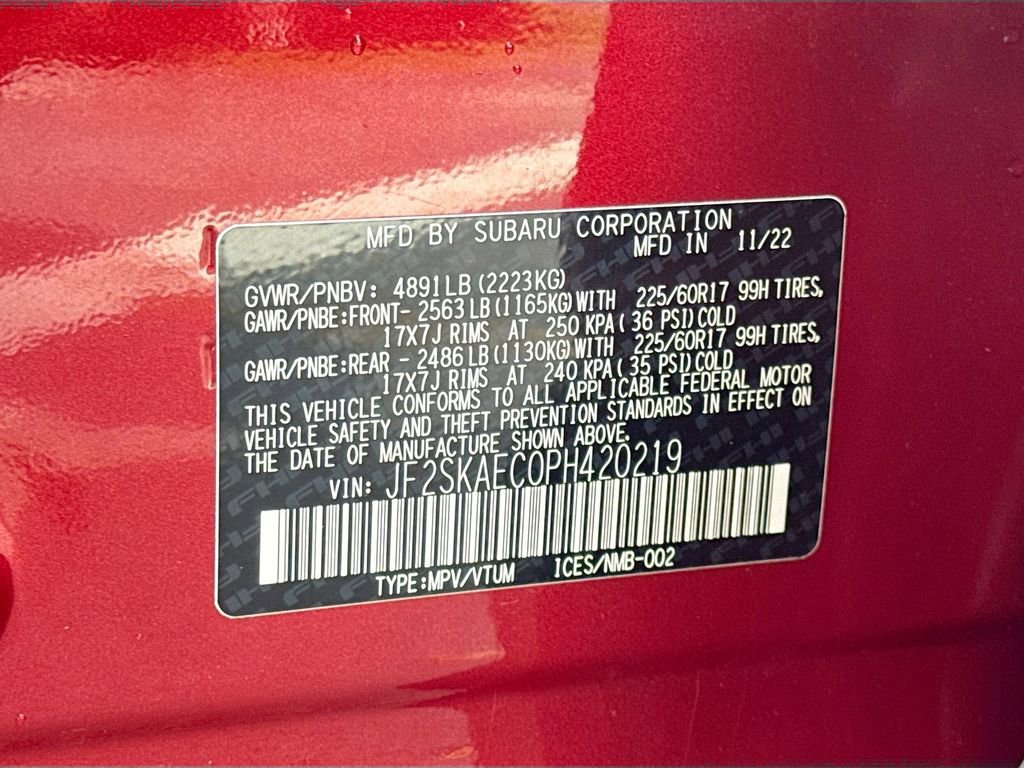 MFD BY SUBARU CORPORATION
MFD IN 11/22
GVWR/PNBV: 4891LB (2223KG)
GAWR/PNBE:FRONT- 2563LB(1165KG)WITH 225/60R17 99H TIRES,
17X7J RIMS AT 250 KPA( 36 PSI)COLD
GAWR/PNBE:REAR - 2486LB(1130KG)WITH 225/60R17 99H TIRES,
17X7J RIMS AT 240 KPA( 35 PSI)COLD
THIS VEHICLE CONFORMS TO ALL APPLICABLE FEDERAL MOTOR
VEHICLE SAFETY AND THEFT PREVENTION STANDARDS IN EFFECT ON
THE DATE OF MANUFACTURE SHOWN ABOVE.
VIN: JF2SKAEC0PH420219
TYPE:MPV/VTUM ICES/NMB-002